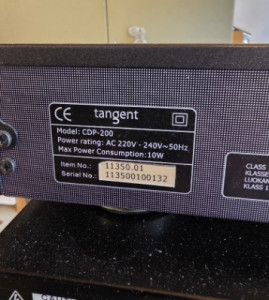 CE tangent
Model: CDP-200
Power rating: AC 220V - 240V~50Hz
Max Power Consumption:10W
Item No.: 11350.01
Serial No.: 113500100132
CLASS
KLASSE
LUOKAN
KLASS 1